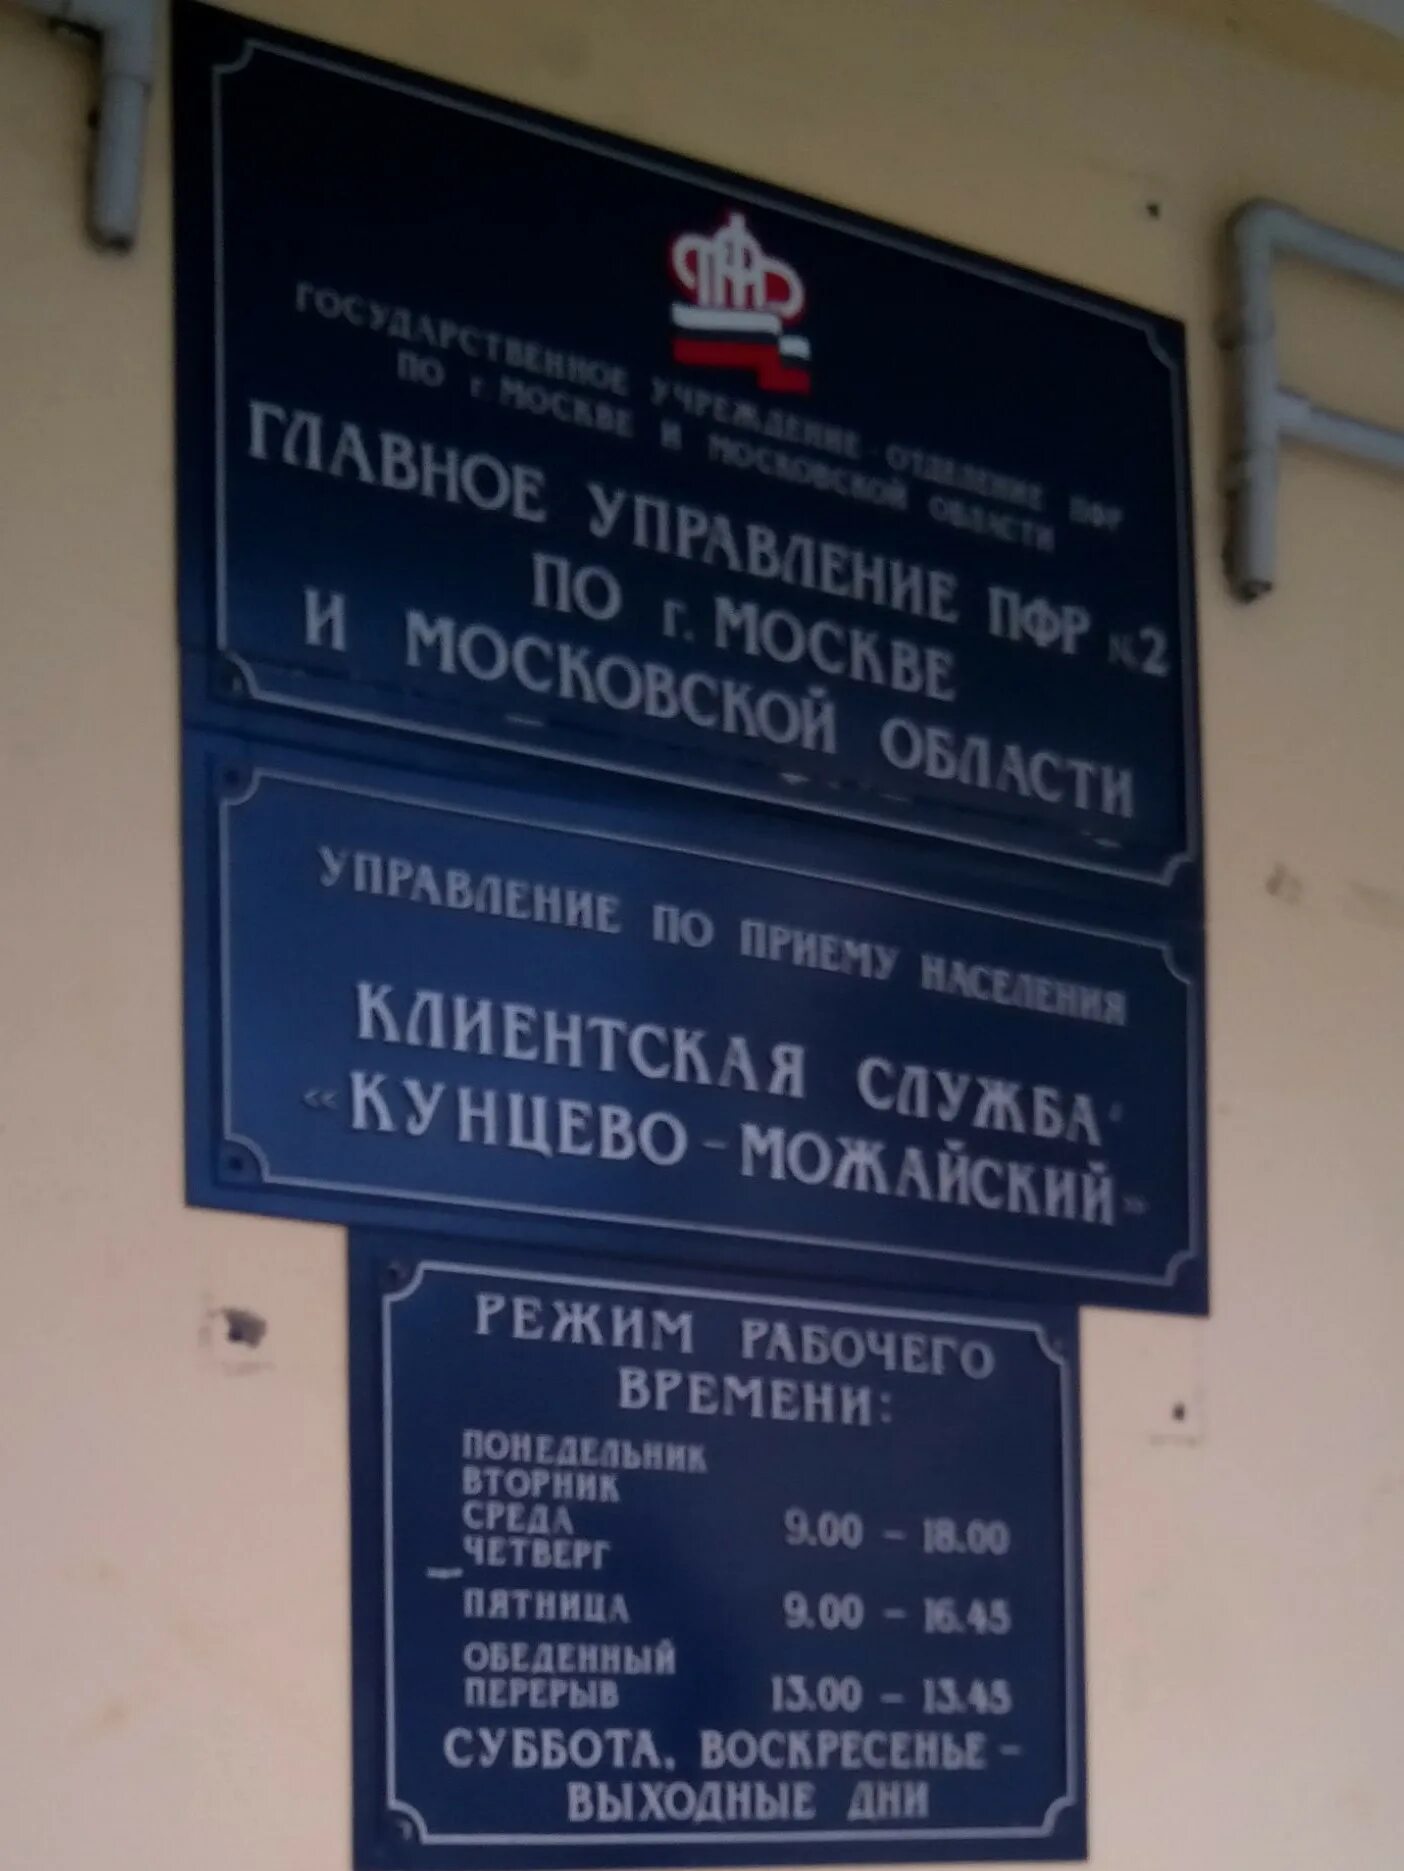 ПФР
ГОСУДАРСТВЕННОЕ УЧРЕЖДЕНИЕ - ОТДЕЛЕНИЕ ПФР
ПО г. МОСКВЕ И МОСКОВСКОЙ ОБЛАСТИ
ГЛАВНОЕ УПРАВЛЕНИЕ ПФР №2
ПО г. МОСКВЕ
И МОСКОВСКОЙ ОБЛАСТИ
УПРАВЛЕНИЕ ПО ПРИЕМУ НАСЕЛЕНИЯ
КЛИЕНТСКАЯ СЛУЖБА
«КУНЦЕВО - МОЖАЙСКИЙ»
РЕЖИМ РАБОЧЕГО
ВРЕМЕНИ:
ПОНЕДЕЛЬНИК
ВТОРНИК
СРЕДА
ЧЕТВЕРГ
9.00 - 18.00
ПЯТНИЦА 9.00 - 16.45
ОБЕДЕННЫЙ
ПЕРЕРЫВ 13.00 - 13.45
СУББОТА, ВОСКРЕСЕНЬЕ -
ВЫХОДНЫЕ ДНИ